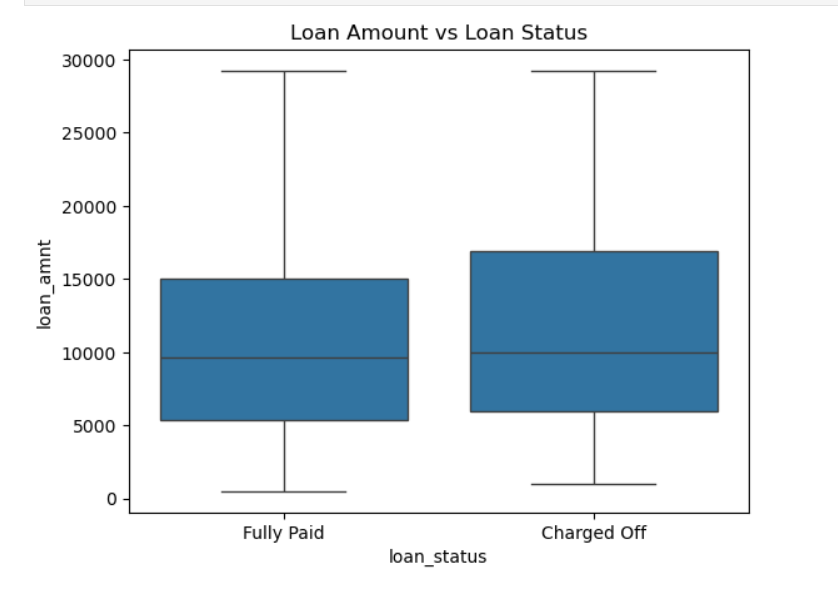 Loan Amount vs Loan Status
30000
25000
20000
15000
10000
5000
0
loan_amnt
Fully Paid
Charged Off
loan_status